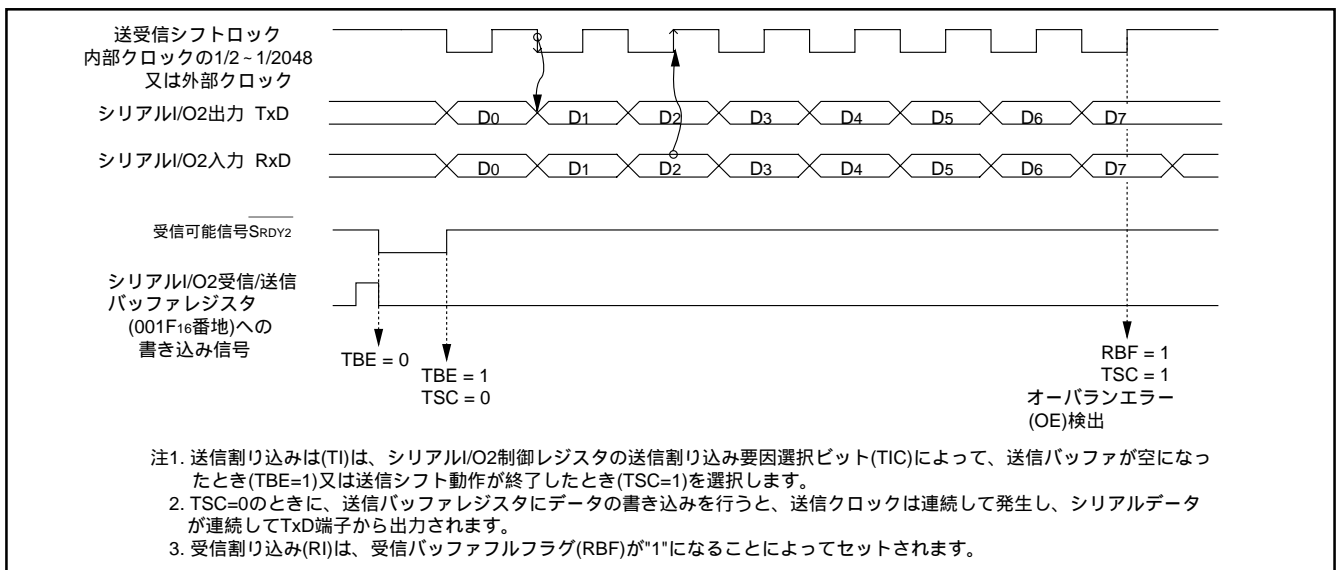 送受信シフトロック
内部クロックの1/2~1/2048
又は外部クロック
シリアルI/O2出力 TxD
D0 D1 D2 D3 D4 D5 D6 D7
シリアルI/O2入力 RxD
D0 D1 D2 D3 D4 D5 D6 D7
受信可能信号SRDY2
シリアルI/O2受信/送信
バッファレジスタ
(001F16番地)への
書き込み信号
TBE = 0
TBE = 1
TSC = 0
RBF = 1
TSC = 1
オーバランエラー
(OE)検出
注1. 送信割り込みは(TI)は、シリアルI/O2制御レジスタの送信割り込み要因選択ビット(TIC)によって、送信バッファが空になっ
たとき(TBE=1)又は送信シフト動作が終了したとき(TSC=1)を選択します。
2. TSC=0のときに、送信バッファレジスタにデータの書き込みを行うと、送信クロックは連続して発生し、シリアルデータ
が連続してTxD端子から出力されます。
3. 受信割り込み(RI)は、受信バッファフルフラグ(RBF)が"1"になることによってセットされます。